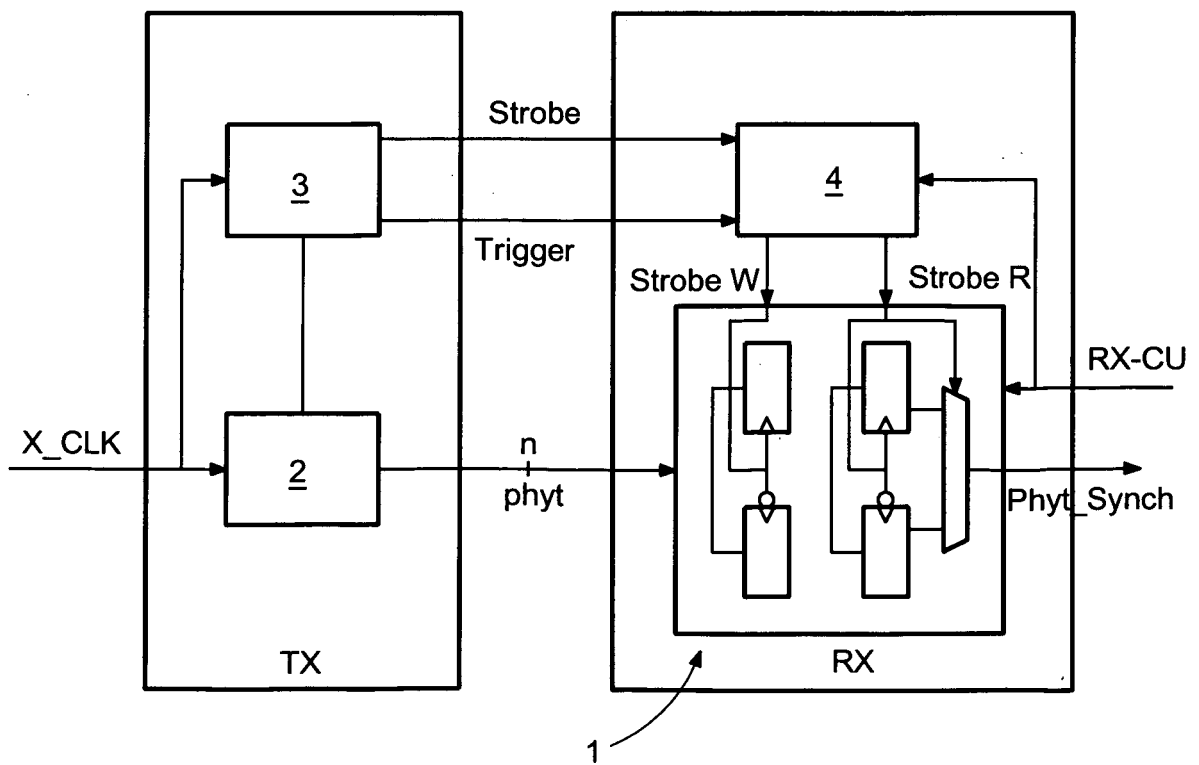 Strobe
3
4
Trigger
Strobe W
Strobe R
RX-CU
X_CLK
2
n
phyt
Phyt_Synch
TX
RX
1